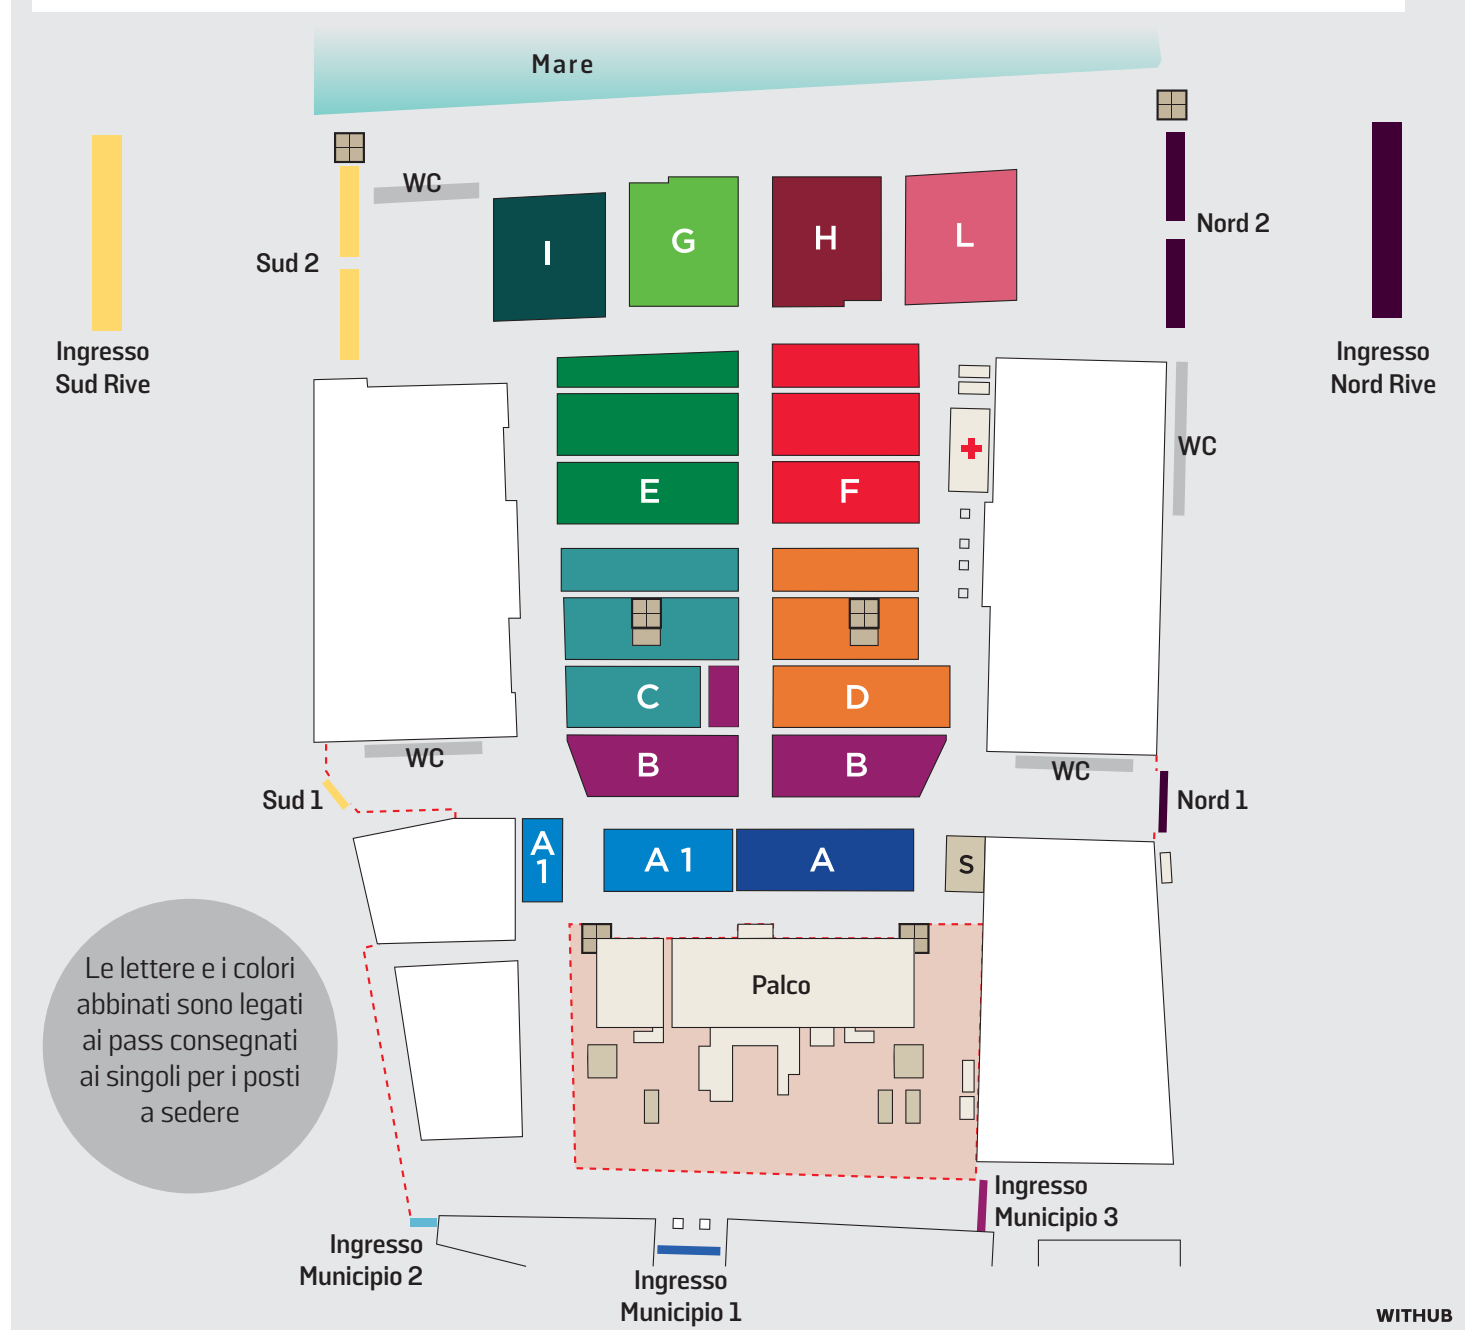 Mare
WC
I
G
H
L
Nord 2
Sud 2
Ingresso
Sud Rive
Ingresso
Nord Rive
WC
E
F
C
D
B
B
WC
WC
Sud 1
Nord 1
A
1
A 1
A
S
Le lettere e i colori
abbinati sono legati
ai pass consegnati
ai singoli per i posti
a sedere
Palco
Ingresso
Municipio 3
Ingresso
Municipio 2
Ingresso
Municipio 1
WITHUB